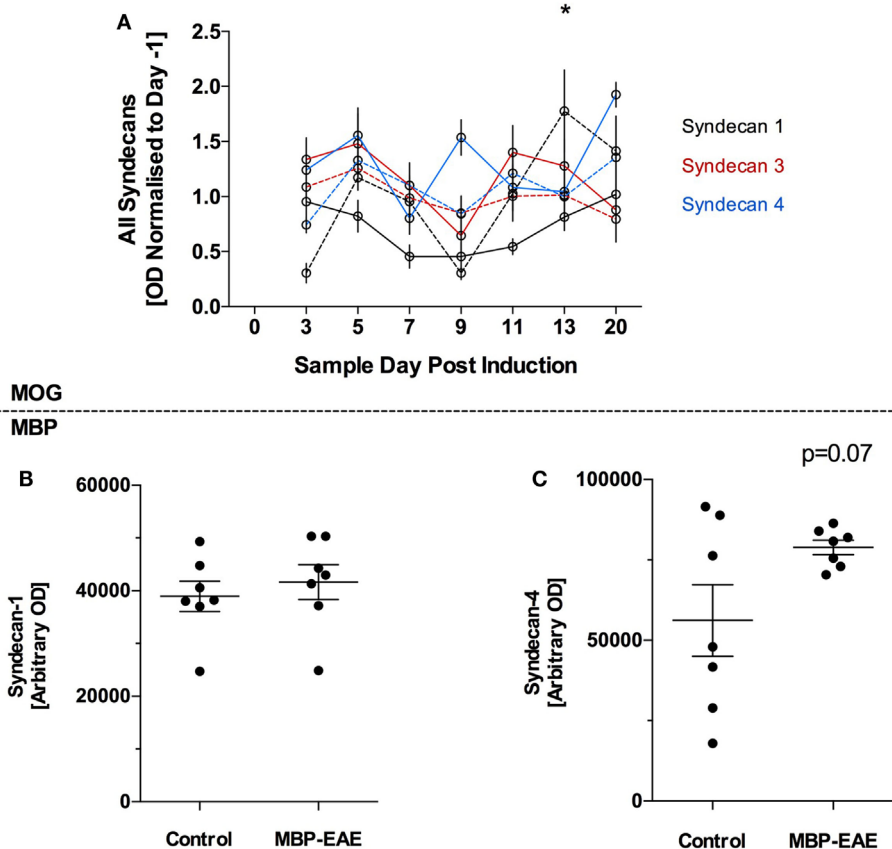 A
*
All Syndecans
[OD Normalised to Day -1]
2.5
2.0
1.5
1.0
0.5
0.0
0 3 5 7 9 11 13 20
Sample Day Post Induction
Syndecan 1
Syndecan 3
Syndecan 4
MOG
MBP
B
Syndecan-1
[Arbitrary OD]
60000
40000
20000
0
Control MBP-EAE
C
p=0.07
Syndecan-4
[Arbitrary OD]
100000
50000
0
Control MBP-EAE